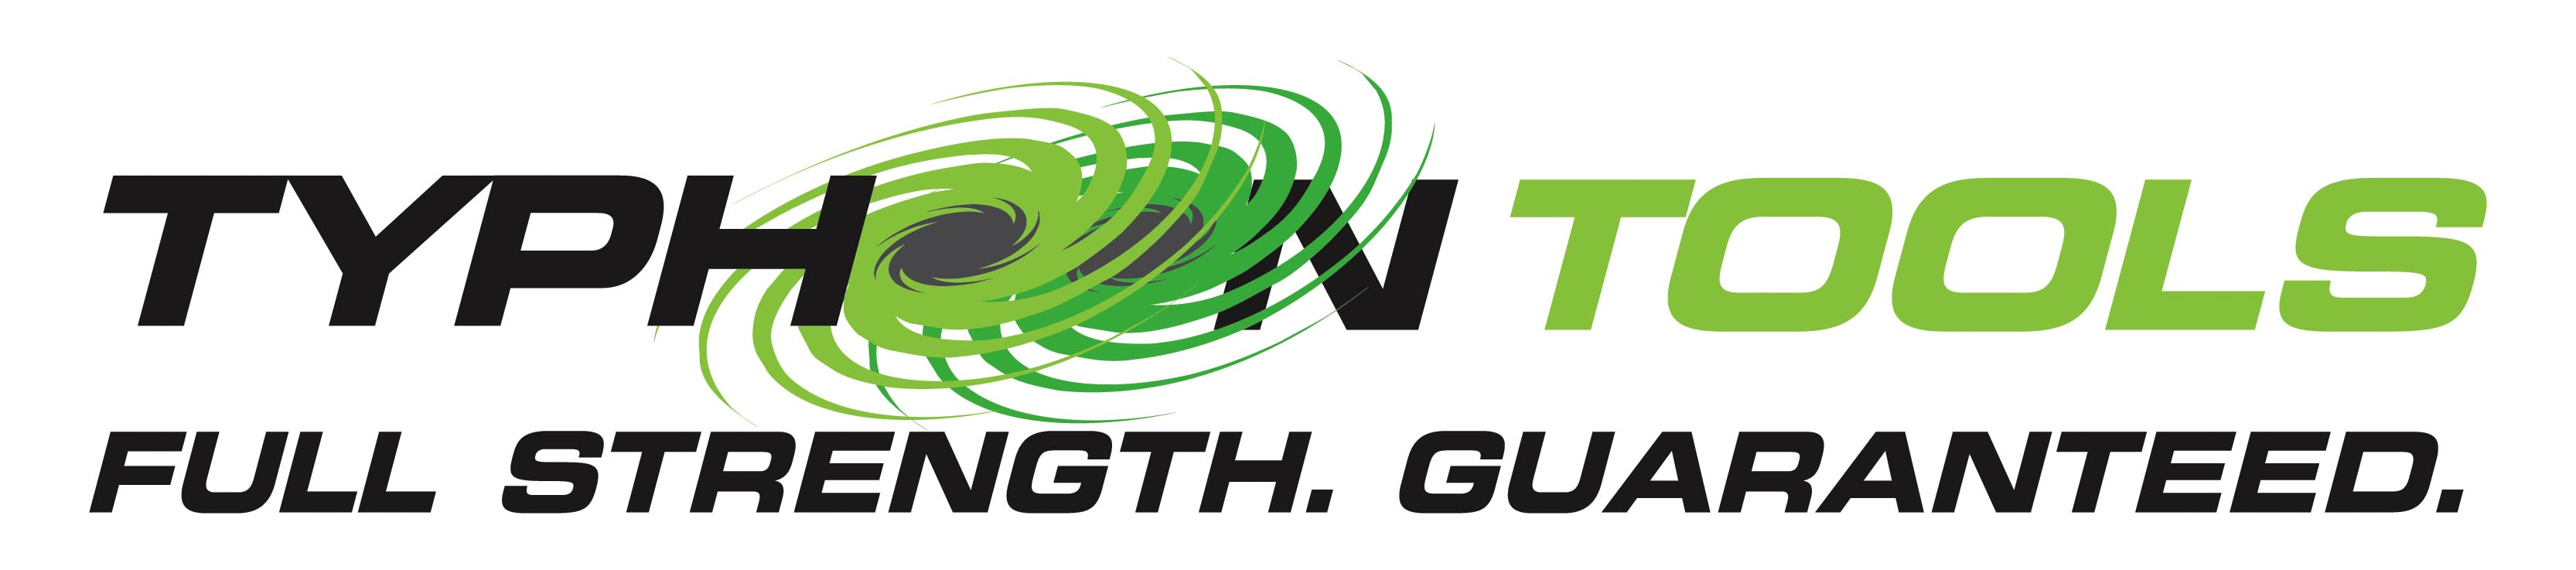 TYPHOON TOOLS
FULL STRENGTH. GUARANTEED.